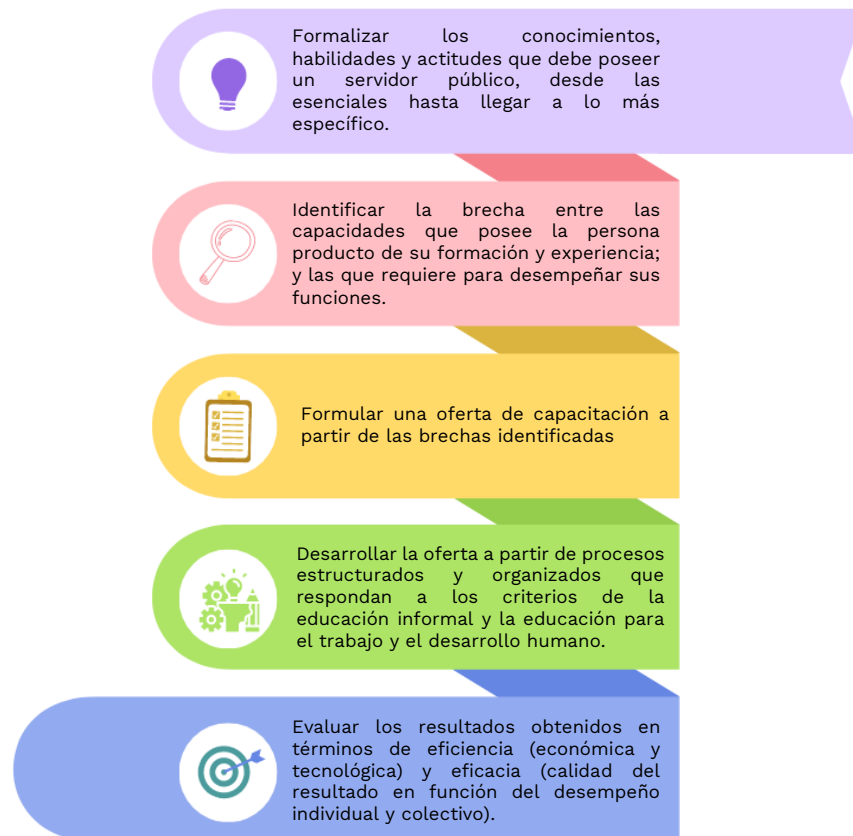 Formalizar los conocimientos,
habilidades y actitudes que debe poseer
un servidor público, desde las
esenciales hasta llegar a lo más
específico.
Identificar la brecha entre las
capacidades que posee la persona
producto de su formación y experiencia;
y las que requiere para desempeñar sus
funciones.
Formular una oferta de capacitación a
partir de las brechas identificadas
Desarrollar la oferta a partir de procesos
estructurados y organizados que
respondan a los criterios de la
educación informal y la educación para
el trabajo y el desarrollo humano.
Evaluar los resultados obtenidos en
términos de eficiencia (económica y
tecnológica) y eficacia (calidad del
resultado en función del desempeño
individual y colectivo).